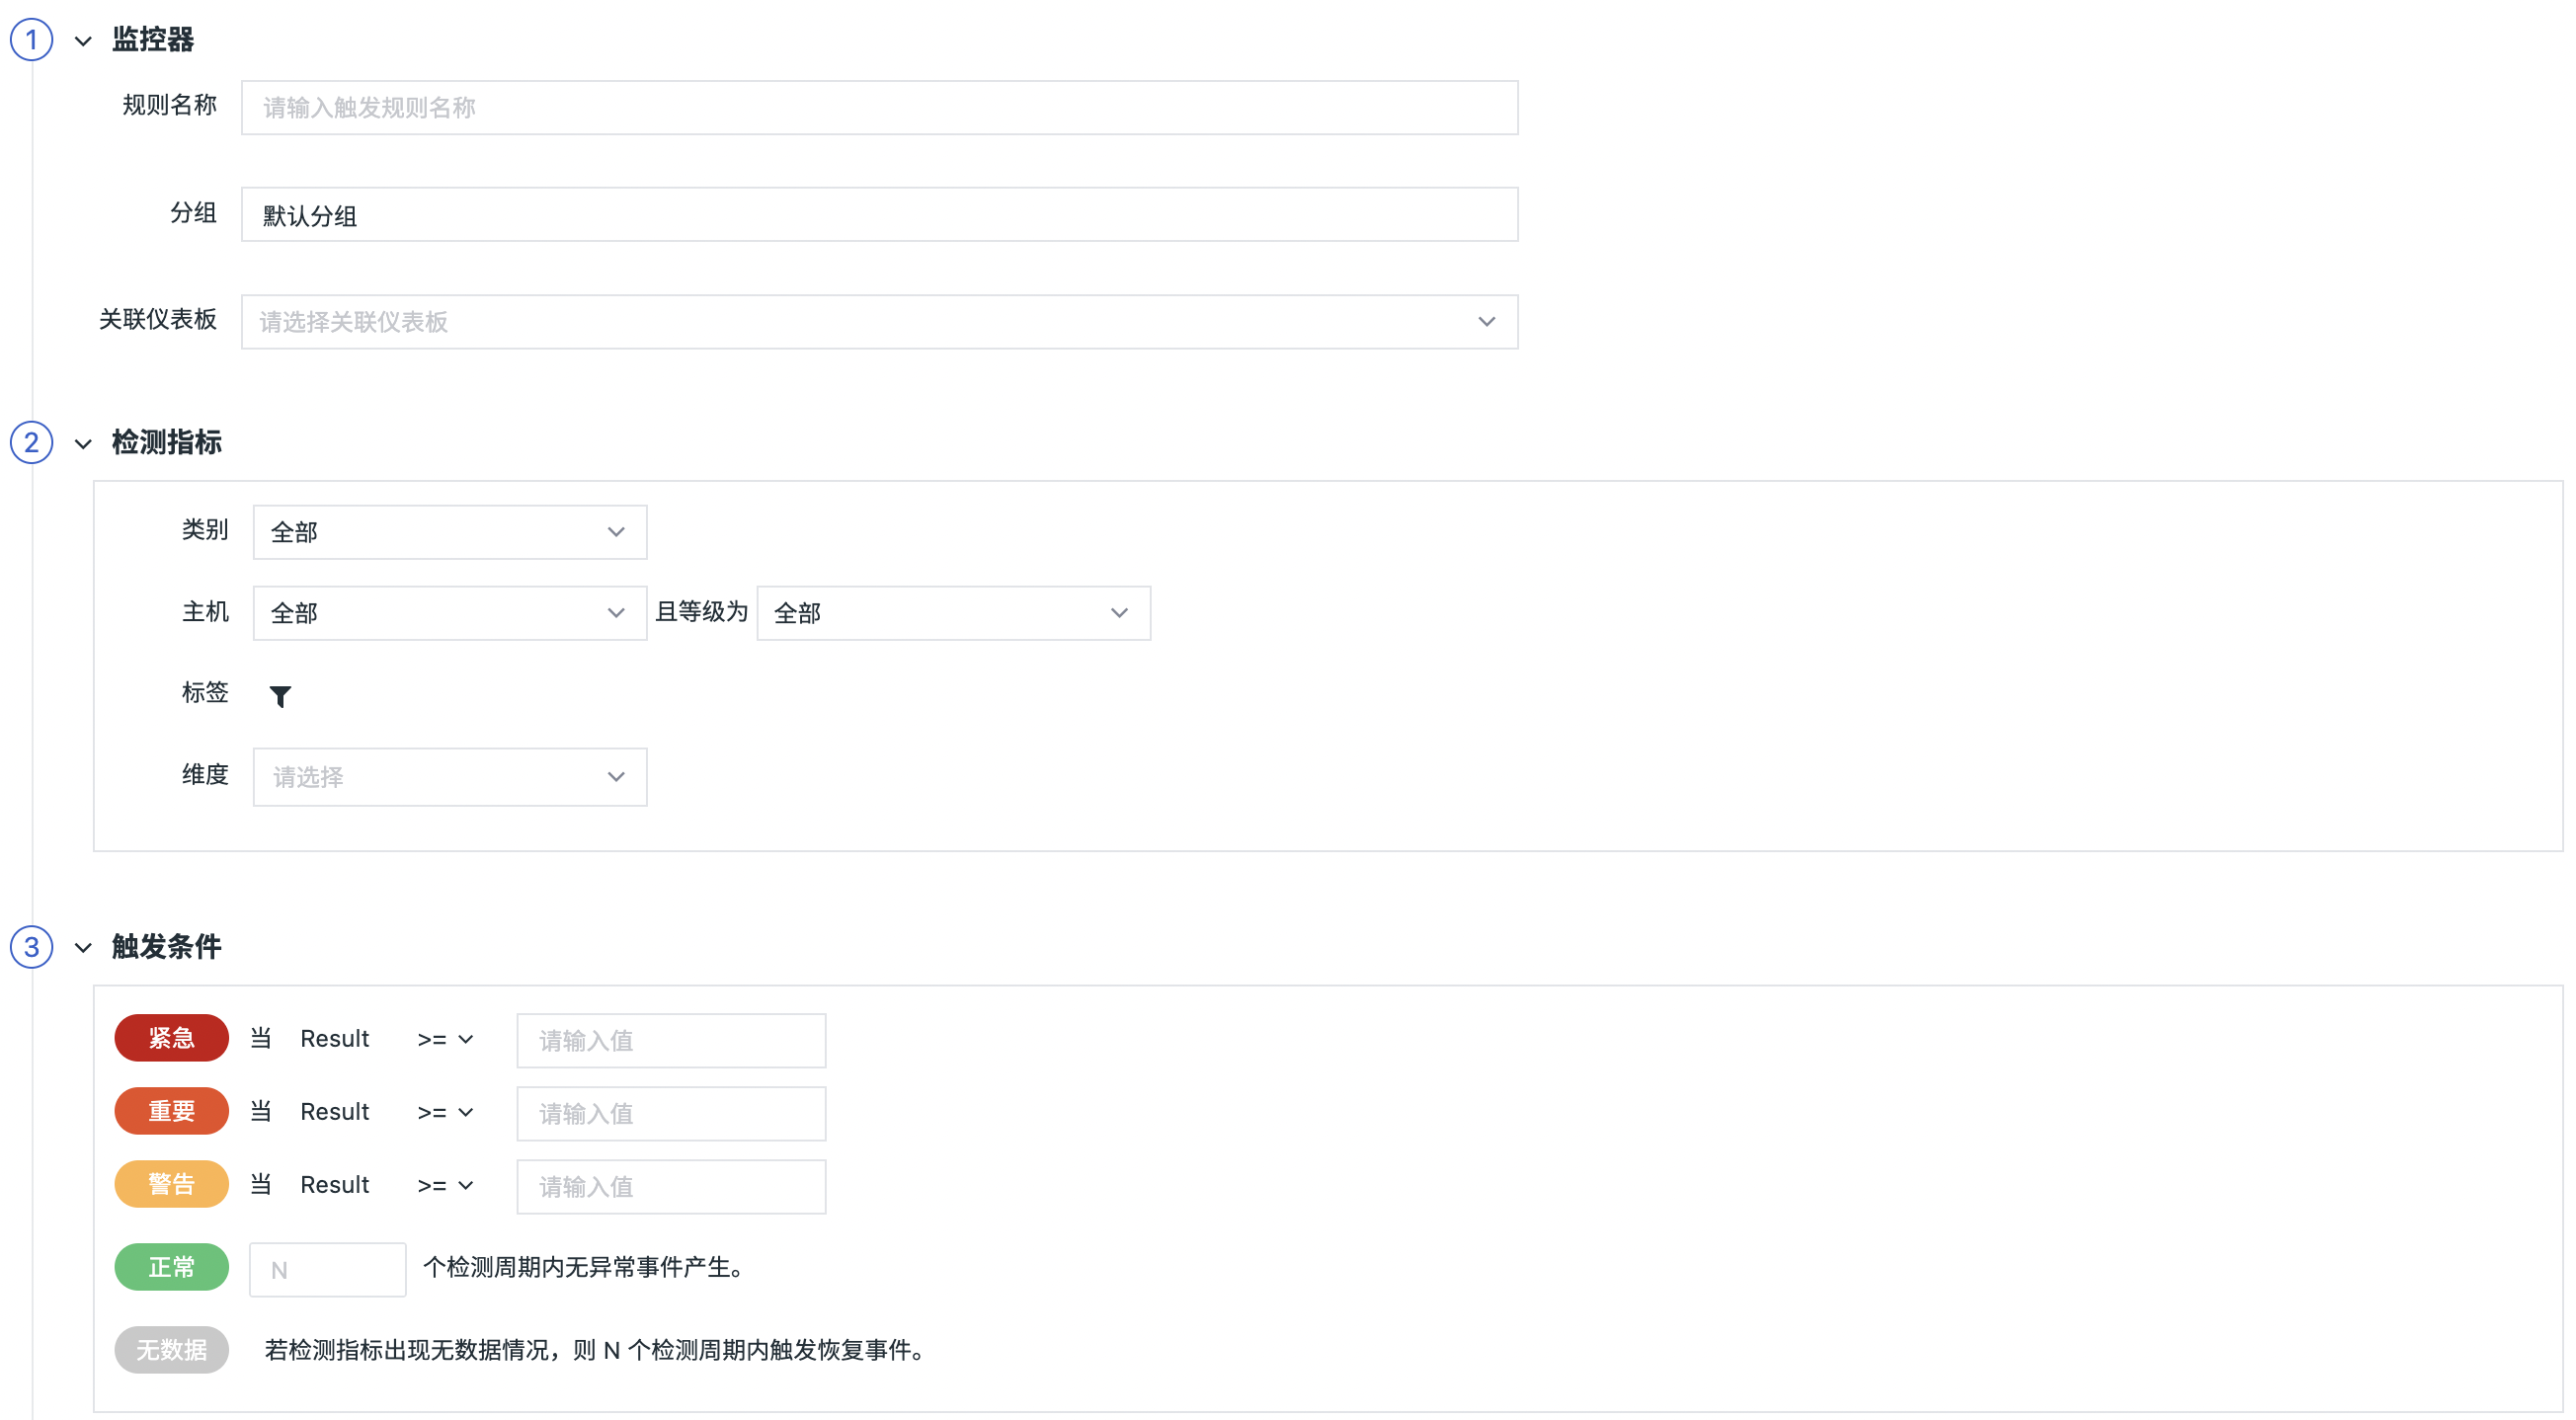 1 监控器
规则名称 请输入触发规则名称
分组 默认分组
关联仪表板 请选择关联仪表板
2 检测指标
类别 全部
主机 全部 且等级为 全部
标签
维度 请选择
3 触发条件
紧急 当 Result >= 请输入值
重要 当 Result >= 请输入值
警告 当 Result >= 请输入值
正常 N 个检测周期内无异常事件产生。
无数据 若检测指标出现无数据情况，则 N 个检测周期内触发恢复事件。